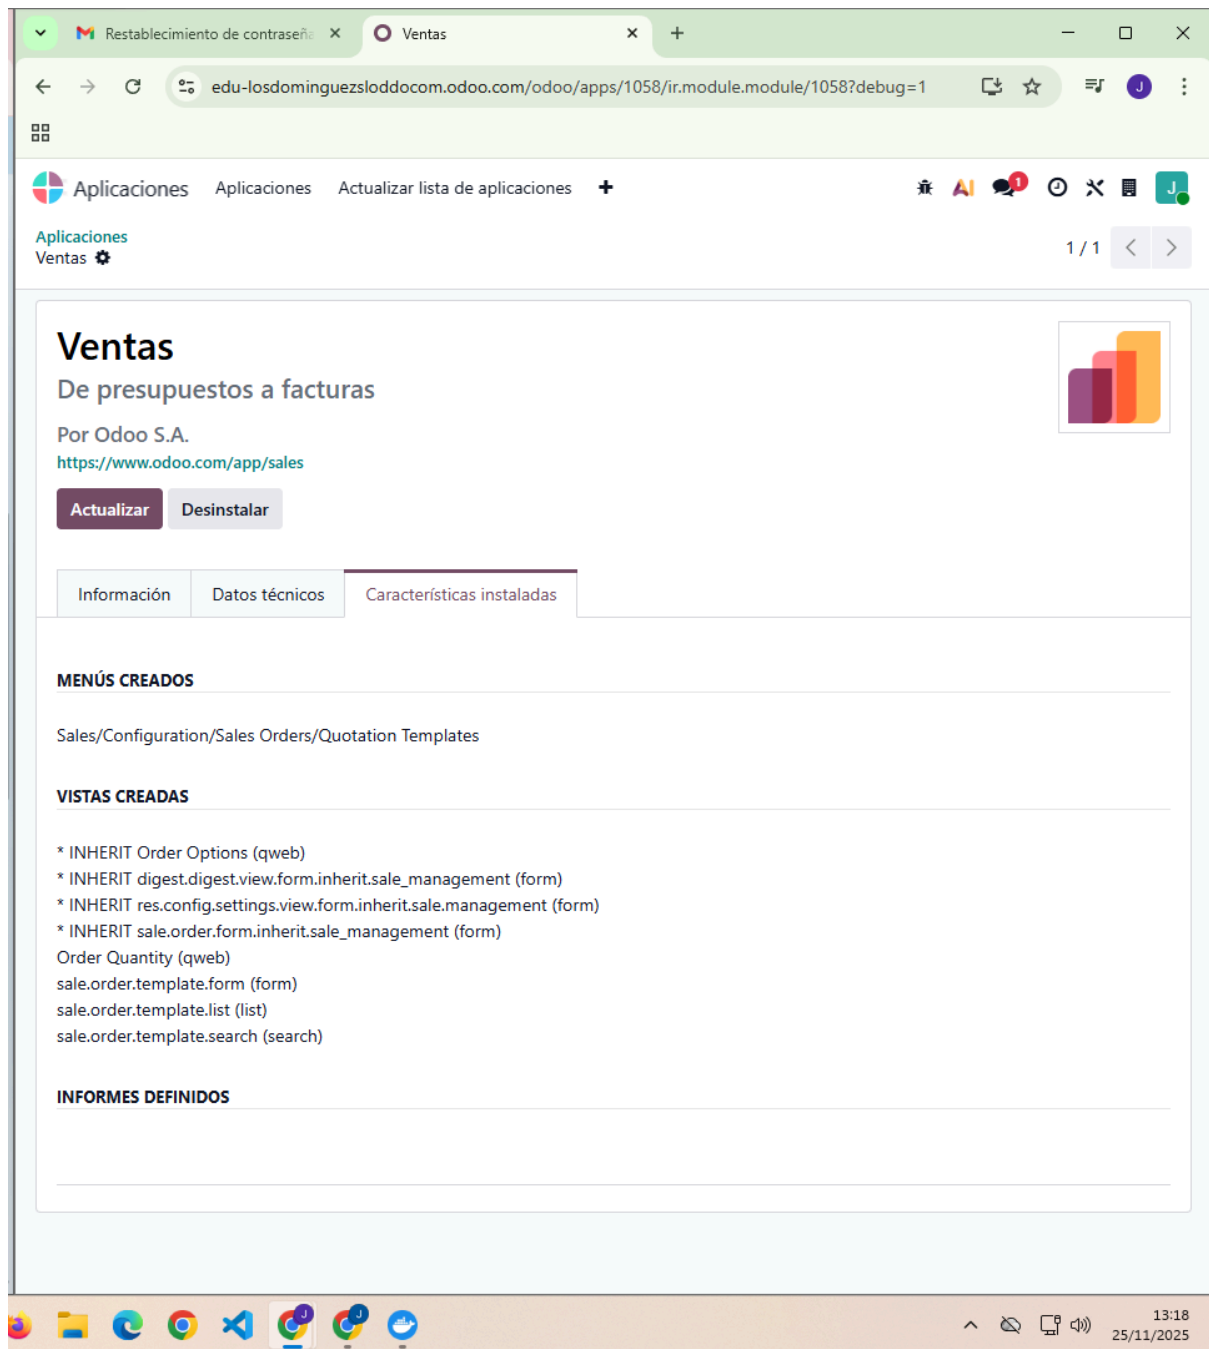 Restablecimiento de contraseña
Ventas
edu-losdominguezsloddocom.odoo.com/odoo/apps/1058/ir.module.module/1058?debug=1
J
Aplicaciones
Aplicaciones
Actualizar lista de aplicaciones
AI
1
J
Aplicaciones
Ventas
1 / 1
Ventas
De presupuestos a facturas
Por Odoo S.A.
https://www.odoo.com/app/sales
Actualizar
Desinstalar
Información
Datos técnicos
Características instaladas
MENÚS CREADOS
Sales/Configuration/Sales Orders/Quotation Templates
VISTAS CREADAS
* INHERIT Order Options (qweb)
* INHERIT digest.digest.view.form.inherit.sale_management (form)
* INHERIT res.config.settings.view.form.inherit.sale.management (form)
* INHERIT sale.order.form.inherit.sale_management (form)
Order Quantity (qweb)
sale.order.template.form (form)
sale.order.template.list (list)
sale.order.template.search (search)
INFORMES DEFINIDOS
J
J
13:18
25/11/2025